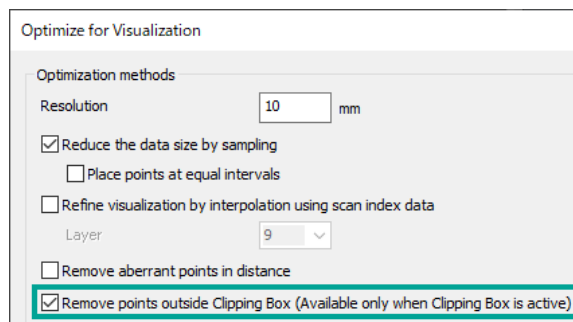 Optimize for Visualization
Optimization methods
Resolution 10 mm
Reduce the data size by sampling
Place points at equal intervals
Refine visualization by interpolation using scan index data
Layer 9
Remove aberrant points in distance
Remove points outside Clipping Box (Available only when Clipping Box is active)